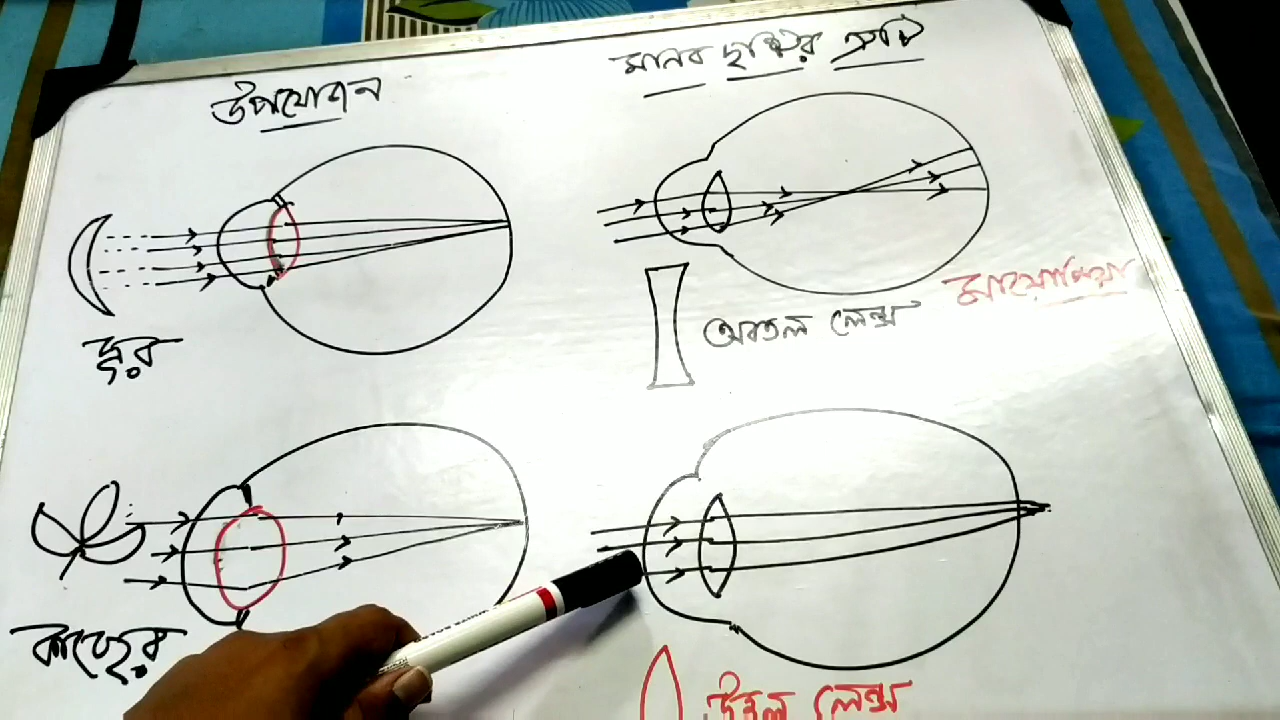 উপযোজন
মানব দৃষ্টির ত্রুটি
দূর
অবতল লেন্স
মায়োপিয়া
কাছের
উত্তল লেন্স